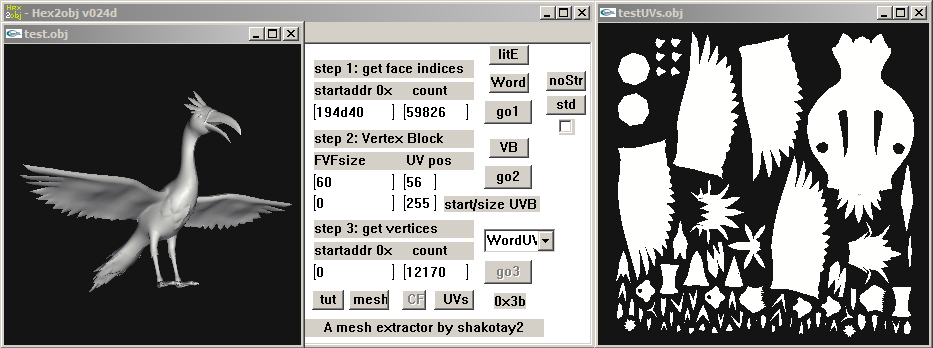 Hex
2obj - Hex2obj v024d
test.obj
testUVs.obj
litE
step 1: get face indices
Word
noStr
startaddr 0x count
[194d40 ] [59826 ]
go1
std
step 2: Vertex Block
VB
FVFsize UV pos
[60 ] [56 ]
go2
[0 ] [255 ] start/size UVB
step 3: get vertices
WordUV
startaddr 0x count
[0 ] [12170 ]
go3
tut mesh CF UVs 0x3b
A mesh extractor by shakotay2